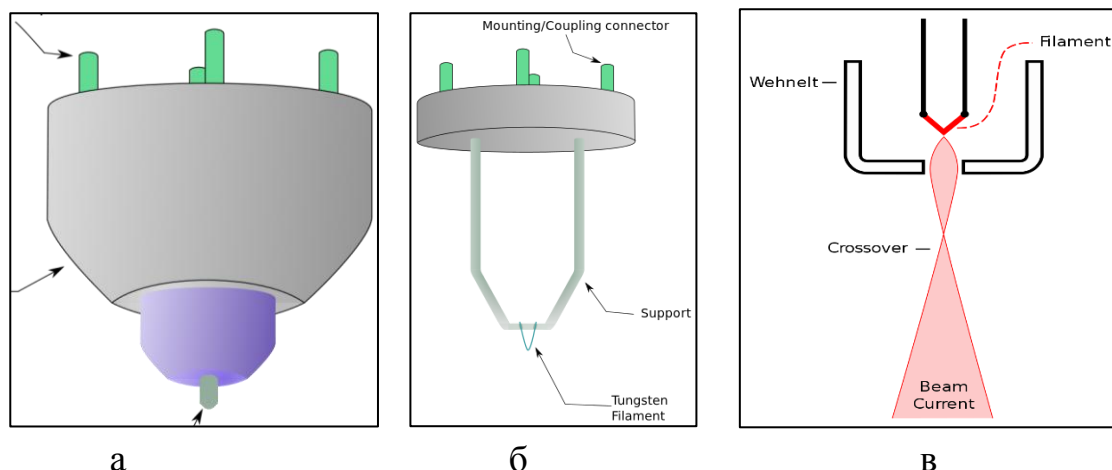 Mounting/Coupling connector
Support
Tungsten
Filament
Filament
Wehnelt
Crossover
Beam
Current
а
б
в